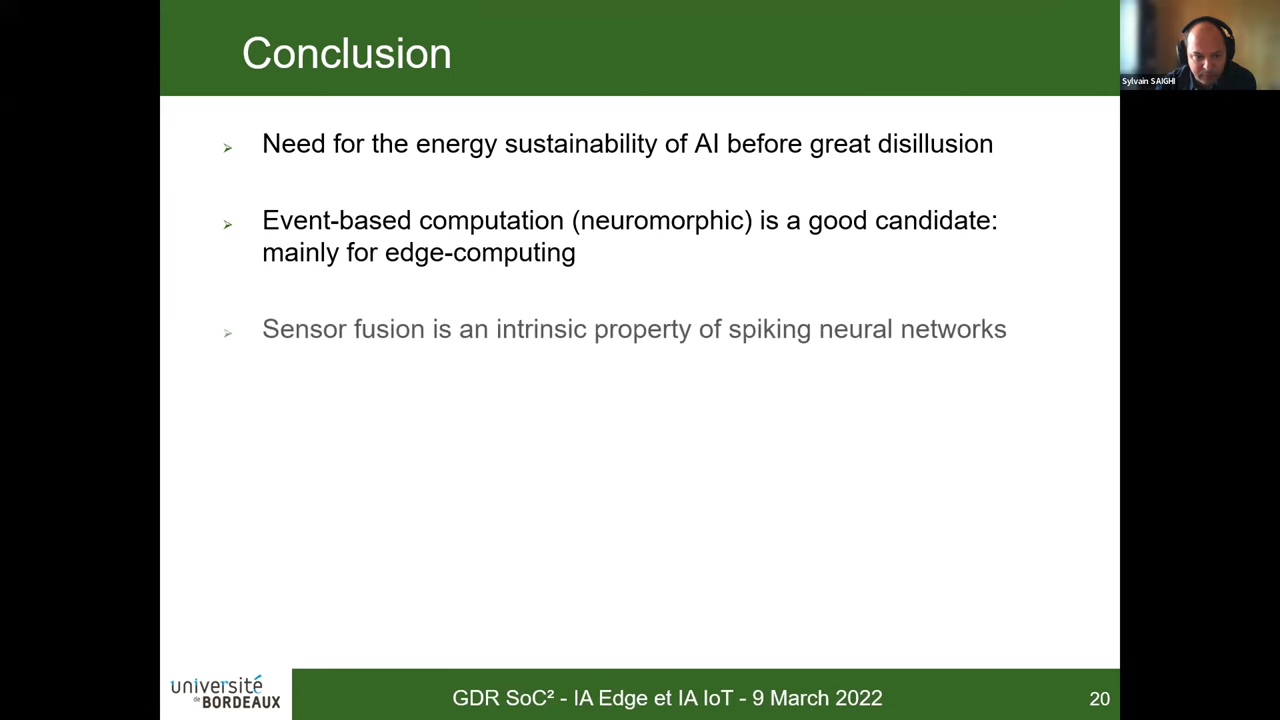 Conclusion
Sylvain SAIGHI
Need for the energy sustainability of AI before great disillusion
Event-based computation (neuromorphic) is a good candidate:
mainly for edge-computing
Sensor fusion is an intrinsic property of spiking neural networks
université
de BORDEAUX
GDR SoC² - IA Edge et IA IoT - 9 March 2022
20